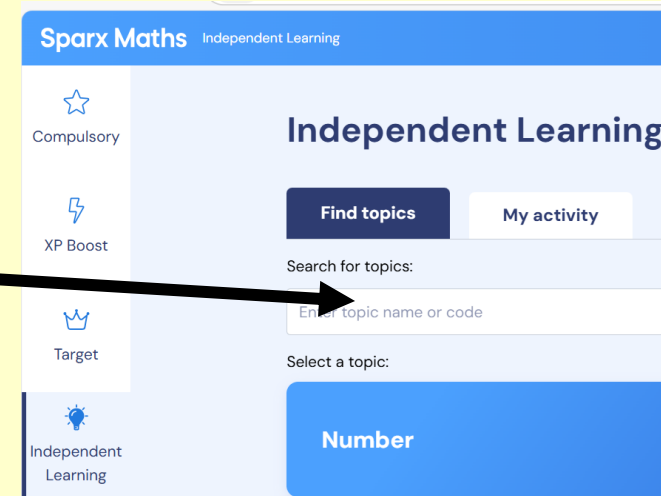 Sparx Maths Independent Learning
Compulsory
XP Boost
Target
Independent
Learning
Independent Learning
Find topics My activity
Search for topics:
Enter topic name or code
Select a topic:
Number